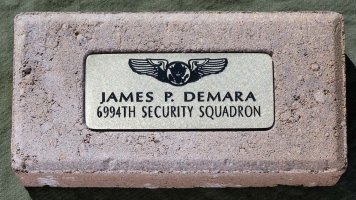 JAMES P. DEMARA
6994TH SECURITY SQUADRON